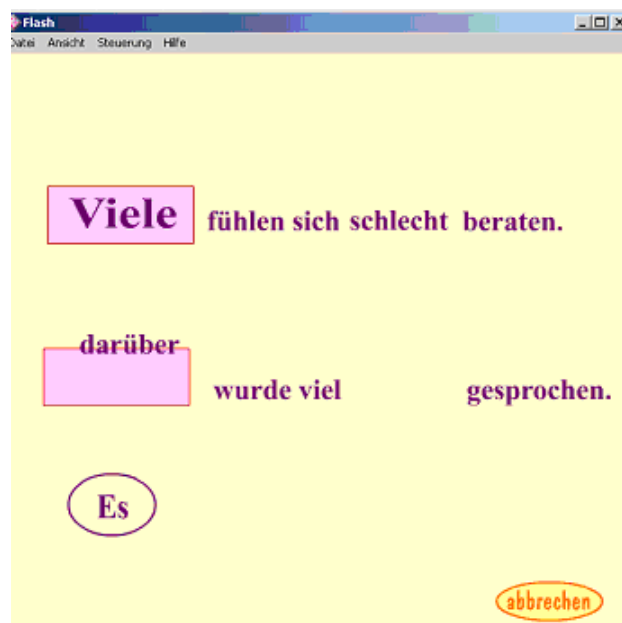 Flash
Datei Ansicht Steuerung Hilfe
Viele fühlen sich schlecht beraten.
darüber
wurde viel gesprochen.
Es
abbrechen